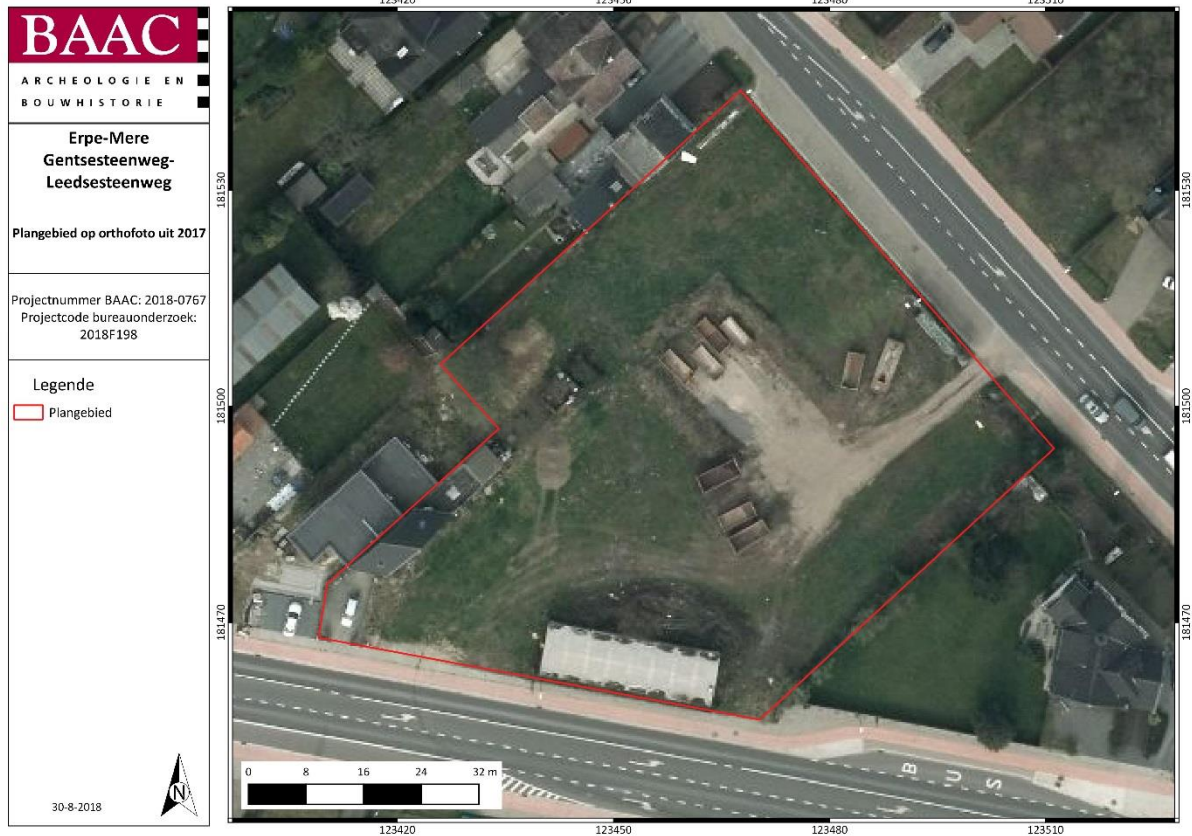 BAAC
ARCHEOLOGIE EN
BOUWHISTORIE
Erpe-Mere
Gentsesteenweg-
Leedsesteenweg
Plangebied op orthofoto uit 2017
Projectnummer BAAC: 2018-0767
Projectcode bureauonderzoek:
2018F198
Legende
Plangebied
30-8-2018
N
123420 123450 123480 123510
181530 181530
181500 181500
181470 181470
BUS
0 8 16 24 32 m
123420 123450 123480 123510